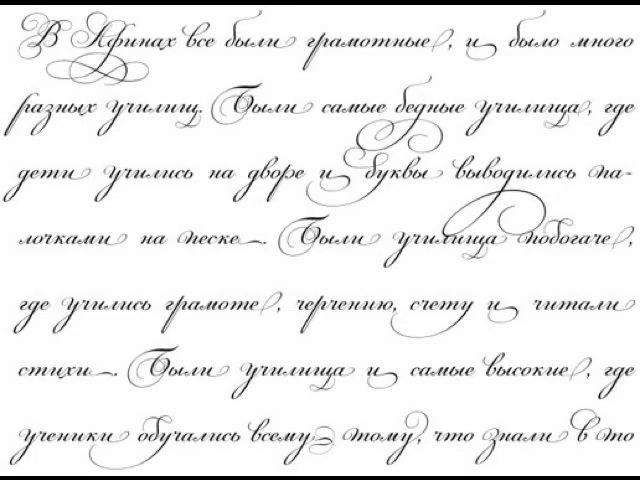 В Афинах все были грамотные, и было много
разных училищ. Были самые бедные училища, где
дети учились на дворе и буквы выводились па-
лочками на песке. Были училища побогаче,
где учились грамоте, черчению, счету и читали
стихи. Были училища и самые высокие, где
ученики обучались всему тому, что знали в то